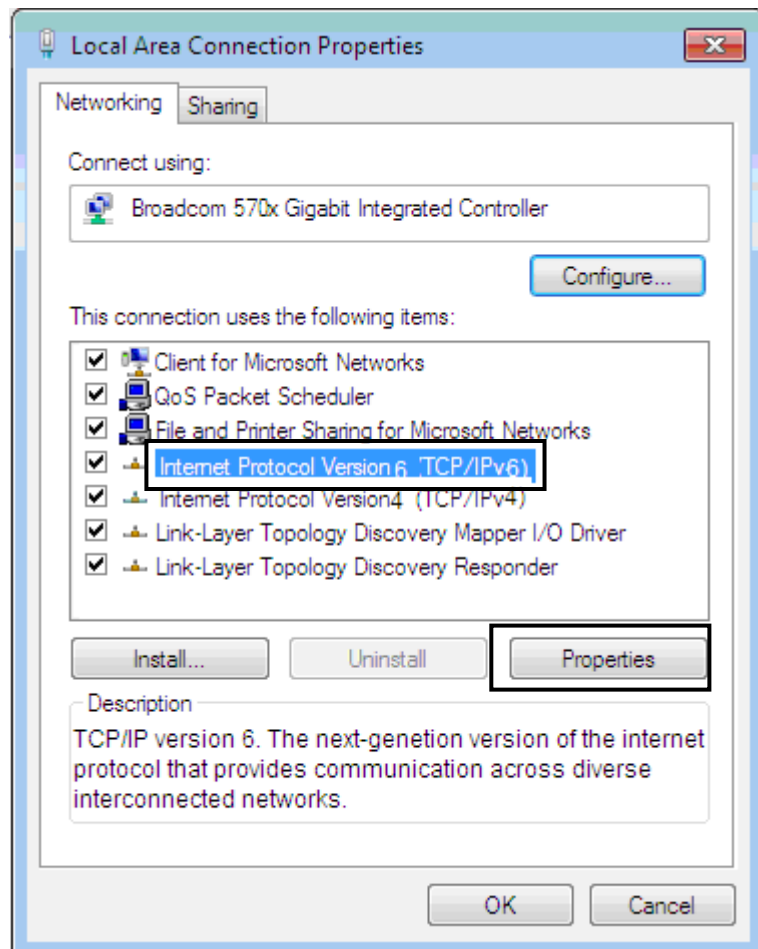 Local Area Connection Properties
Networking
Sharing
Connect using:
Broadcom 570x Gigabit Integrated Controller
Configure...
This connection uses the following items:
Client for Microsoft Networks
QoS Packet Scheduler
File and Printer Sharing for Microsoft Networks
Internet Protocol Version 6 (TCP/IPv6)
Internet Protocol Version4 (TCP/IPv4)
Link-Layer Topology Discovery Mapper I/O Driver
Link-Layer Topology Discovery Responder
Install...
Uninstall
Properties
Description
TCP/IP version 6. The next-genetion version of the internet
protocol that provides communication across diverse
interconnected networks.
OK
Cancel